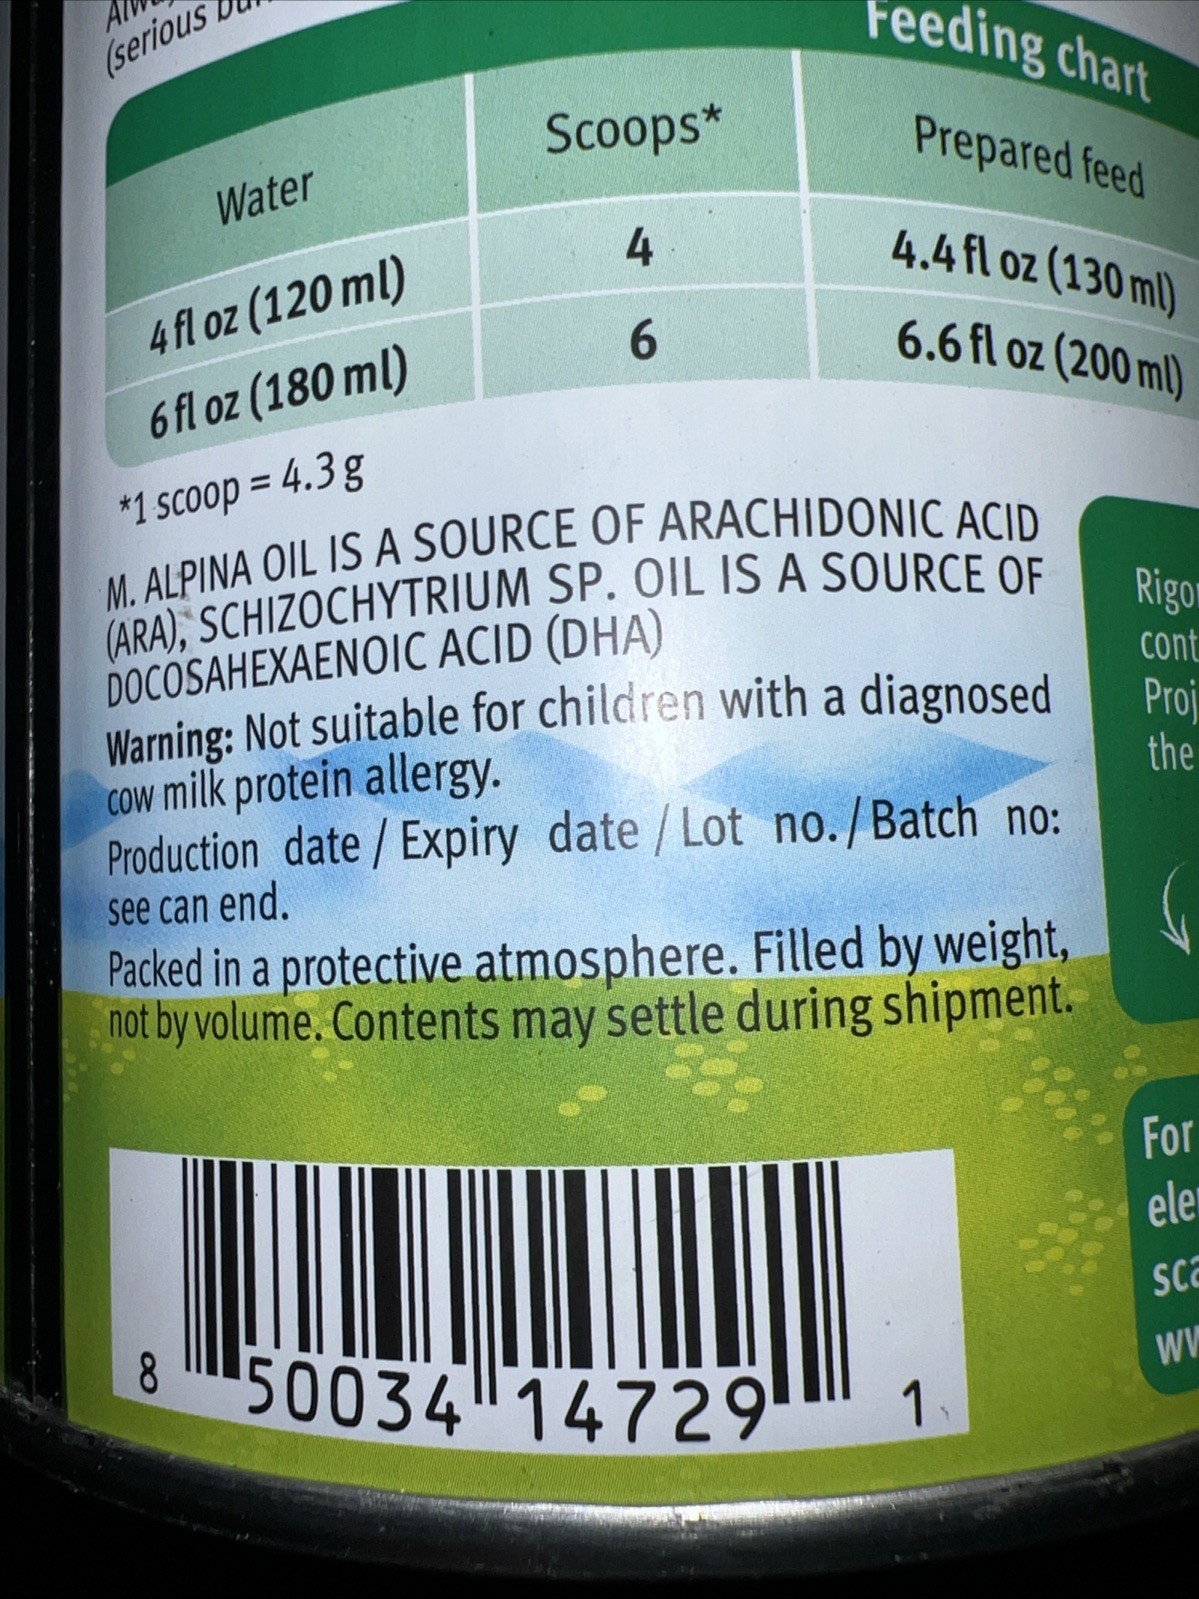 (serious
Feeding chart
Water Scoops* Prepared feed
4 fl oz (120 ml) 4 4.4 fl oz (130 ml)
6 fl oz (180 ml) 6 6.6 fl oz (200 ml)
*1 scoop = 4.3 g
M. ALPINA OIL IS A SOURCE OF ARACHIDONIC ACID
(ARA), SCHIZOCHYTRIUM SP. OIL IS A SOURCE OF
DOCOSAHEXAENOIC ACID (DHA)
Warning: Not suitable for children with a diagnosed
cow milk protein allergy.
Production date / Expiry date / Lot no. / Batch no:
see can end.
Packed in a protective atmosphere. Filled by weight,
not by volume. Contents may settle during shipment.
the
For
8 50034 14729 1